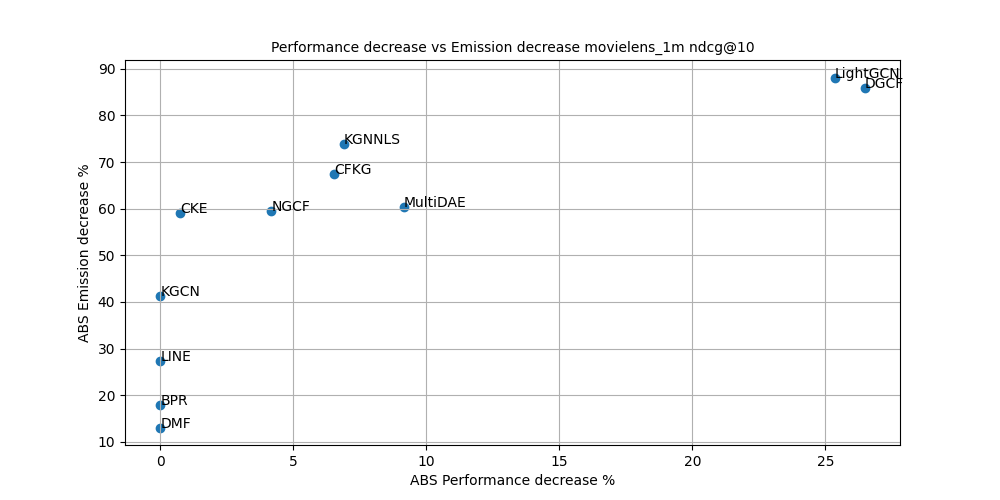 Performance decrease vs Emission decrease movielens_1m ndcg@10
90
80
70
60
50
40
30
20
10
ABS Emission decrease %
LightGCN
DGCF
KGNNLS
CFKG
MultiDAE
CKE
NGCF
KGCN
LINE
BPR
DMF
0 5 10 15 20 25
ABS Performance decrease %